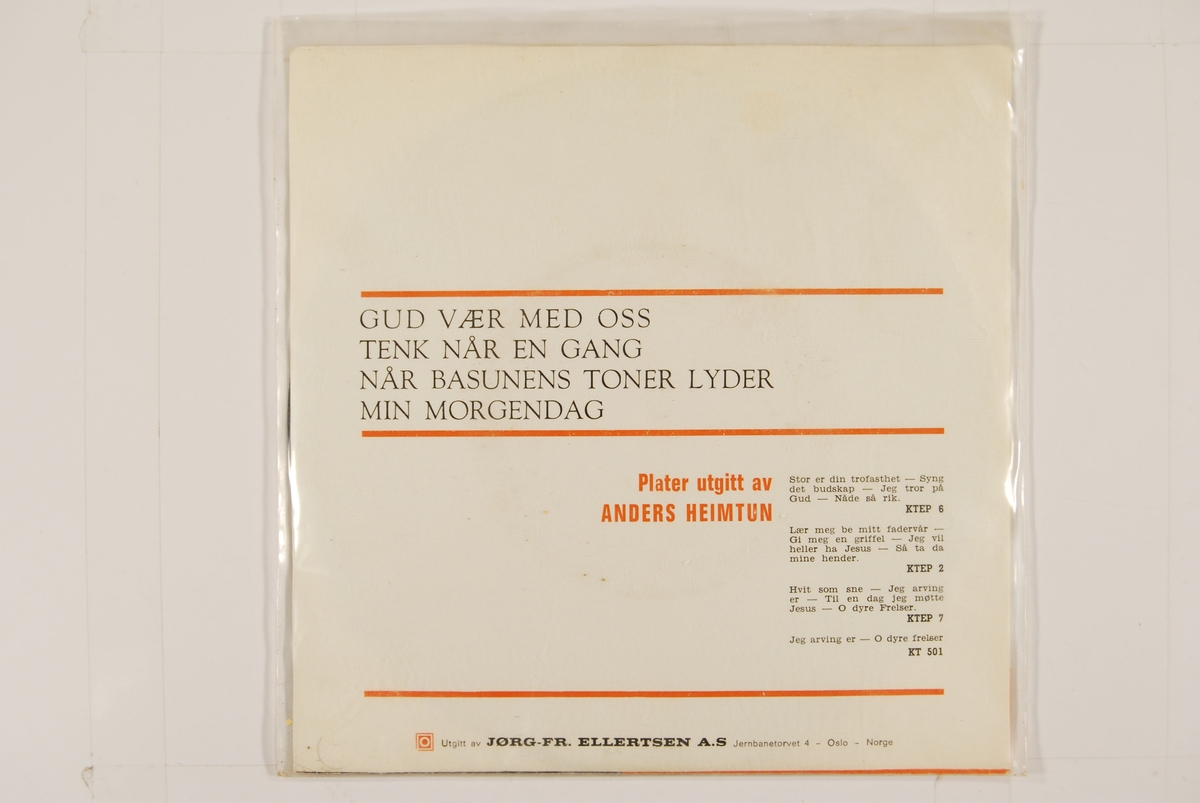 GUD VÆR MED OSS
TENK NÅR EN GANG
NÅR BASUNENS TONER LYDER
MIN MORGENDAG
Plater utgitt av
ANDERS HEIMTUN
Stor er din trofasthet — Syng
det budskap — Jeg tror på
Gud — Nåde så rik.
KTEP 6
Lær meg be mitt fadervår —
Gi meg en griffel — Jeg vil
heller ha Jesus — Så ta da
mine hender.
KTEP 2
Hvit som sne — Jeg arving
er — Til en dag jeg møtte
Jesus — O dyre Frelser.
KTEP 7
Jeg arving er — O dyre frelser
KT 501
Utgitt av JØRG-FR. ELLERTSEN A.S Jernbanetorvet 4 – Oslo – Norge